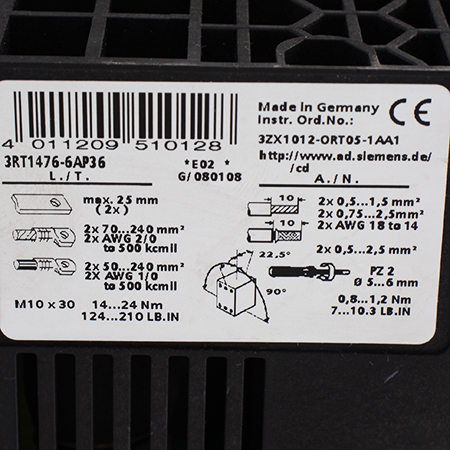 Made in Germany
Instr. Ord.No.:
CE
4 011209 510128
3ZX1012-ORT05-1AA1
3RT1476-6AP36
*E02 *
G/080108
http://www.ad.siemens.de/
/cd
L./T.
A./N.
max. 25 mm
(2x)
10
2x 0,5...1,5 mm²
2x 0,75...2,5mm²
2x 70...240 mm²
2x AWG 2/0
to 500 kcmil
10
2x AWG 18 to 14
2x 0,5...2,5 mm²
2x 50...240 mm²
2x AWG 1/0
to 500 kcmil
22,5°
90°
PZ 2
Ø 5...6mm
M10 x 30
14...24 Nm
124...210 LB.IN
0,8...1,2 Nm
7...10.3 LB.IN